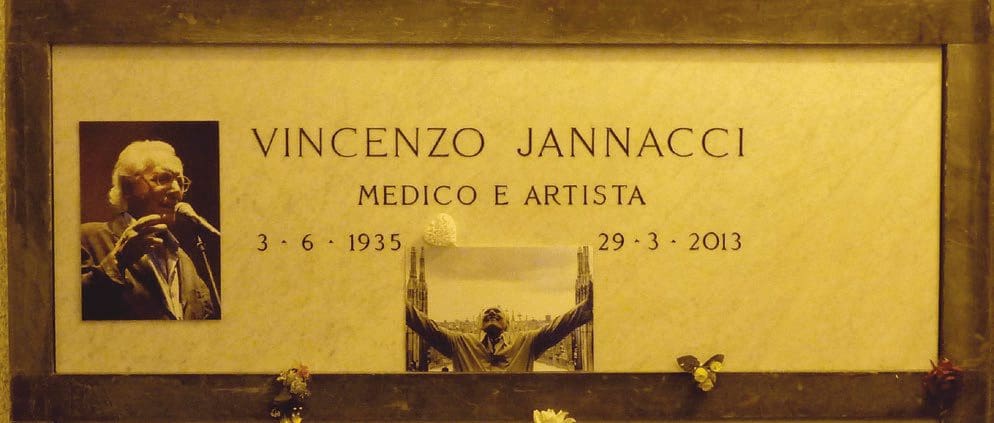 VINCENZO JANNACCI
MEDICO E ARTISTA
3 · 6 · 1935 29 · 3 · 2013